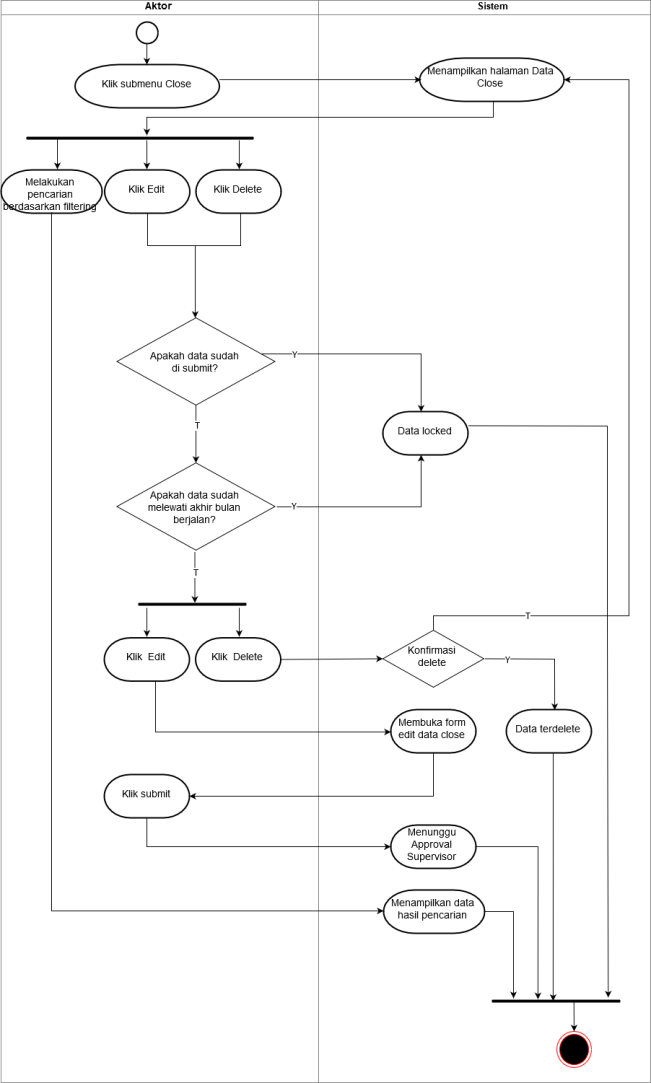 Aktor
Sistem
Klik submenu Close
Menampilkan halaman Data
Close
Melakukan
pencarian
berdasarkan filtering
Klik Edit
Klik Delete
Apakah data sudah
di submit?
Y
T
Data locked
Apakah data sudah
melewati akhir bulan
berjalan?
Y
T
T
Klik  Edit
Klik  Delete
Konfirmasi
delete
Y
Membuka form
edit data close
Data terdelete
Klik submit
Menunggu
Approval
Supervisor
Menampilkan data
hasil pencarian